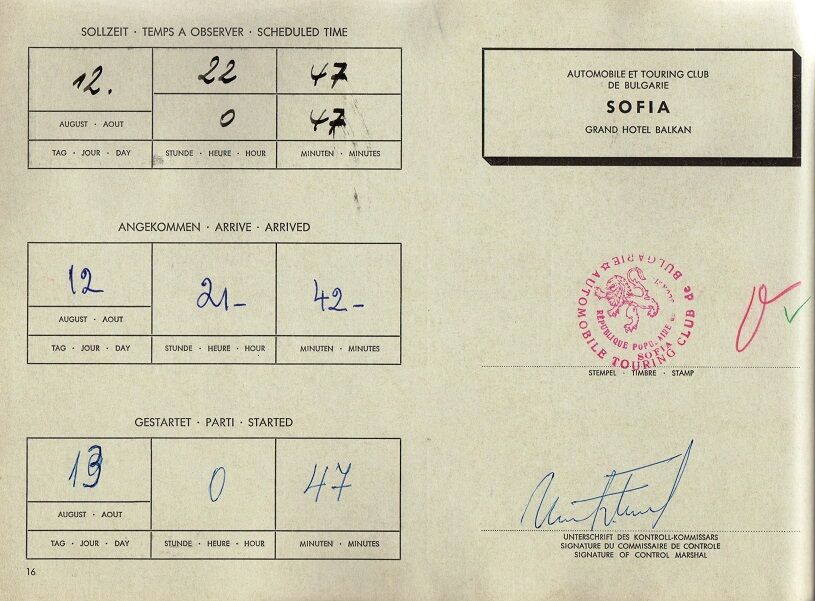 SOLLZEIT · TEMPS A OBSERVER · SCHEDULED TIME
12. 22 47
0 47
AUGUST · AOUT
TAG · JOUR · DAY STUNDE · HEURE · HOUR MINUTEN · MINUTES
ANGEKOMMEN · ARRIVE · ARRIVED
12 21- 42-
AUGUST · AOUT
TAG · JOUR · DAY STUNDE · HEURE · HOUR MINUTEN · MINUTES
GESTARTET · PARTI · STARTED
13 0 47
AUGUST · AOUT
TAG · JOUR · DAY STUNDE · HEURE · HOUR MINUTEN · MINUTES
16
AUTOMOBILE ET TOURING CLUB
DE BULGARIE
SOFIA
GRAND HOTEL BALKAN
AUTOMOBILE TOURING CLUB de BULGARIE
RÉPUBLIQUE POPULAIRE
SOFIA
STEMPEL · TIMBRE · STAMP
UNTERSCHRIFT DES KONTROLL-KOMMISSARS
SIGNATURE DU COMMISSAIRE DE CONTROLE
SIGNATURE OF CONTROL MARSHAL